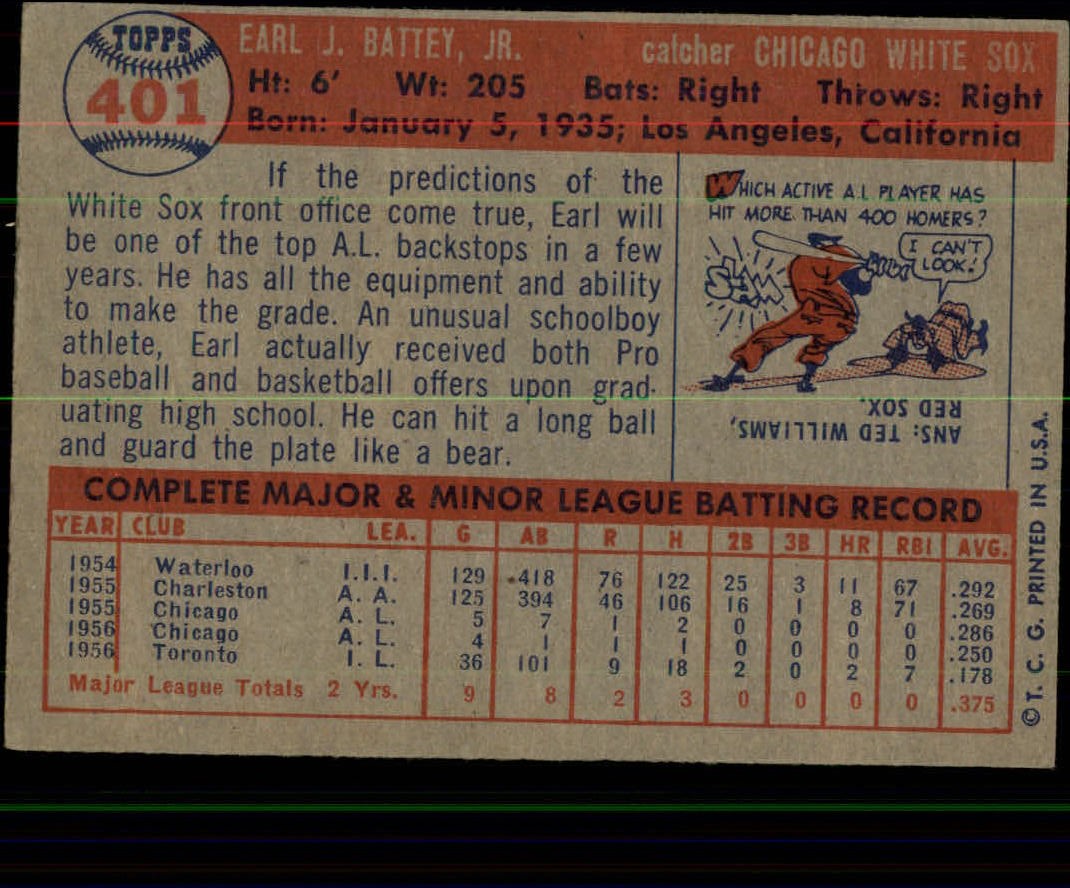 TOPPS
401
EARL J. BATTEY, JR. catcher CHICAGO WHITE SOX
Ht: 6' Wt: 205 Bats: Right Throws: Right
Born: January 5, 1935; Los Angeles, California
If the predictions of the
White Sox front office come true, Earl will
be one of the top A.L. backstops in a few
years. He has all the equipment and ability
to make the grade. An unusual schoolboy
athlete, Earl actually received both Pro
baseball and basketball offers upon grad-
uating high school. He can hit a long ball
and guard the plate like a bear.
WHICH ACTIVE A.L PLAYER HAS
HIT MORE THAN 400 HOMERS?
I CAN'T
LOOK!
SLAM
ANS: TED WILLIAMS,
RED SOX.
COMPLETE MAJOR & MINOR LEAGUE BATTING RECORD
YEAR CLUB LEA. G AB R H 2B 3B HR RBI AVG.
1954 Waterloo I.I.I. 129 418 76 122 25 3 11 67 .292
1955 Charleston A. A. 125 394 46 106 16 1 8 71 .269
1955 Chicago A. L. 5 7 1 2 0 0 0 0 .286
1956 Chicago A. L. 4 1 1 1 0 0 0 0 .250
1956 Toronto I. L. 36 101 9 18 2 0 2 7 .178
Major League Totals 2 Yrs. 9 8 2 3 0 0 0 0 .375
© T. C. G. PRINTED IN U.S.A.